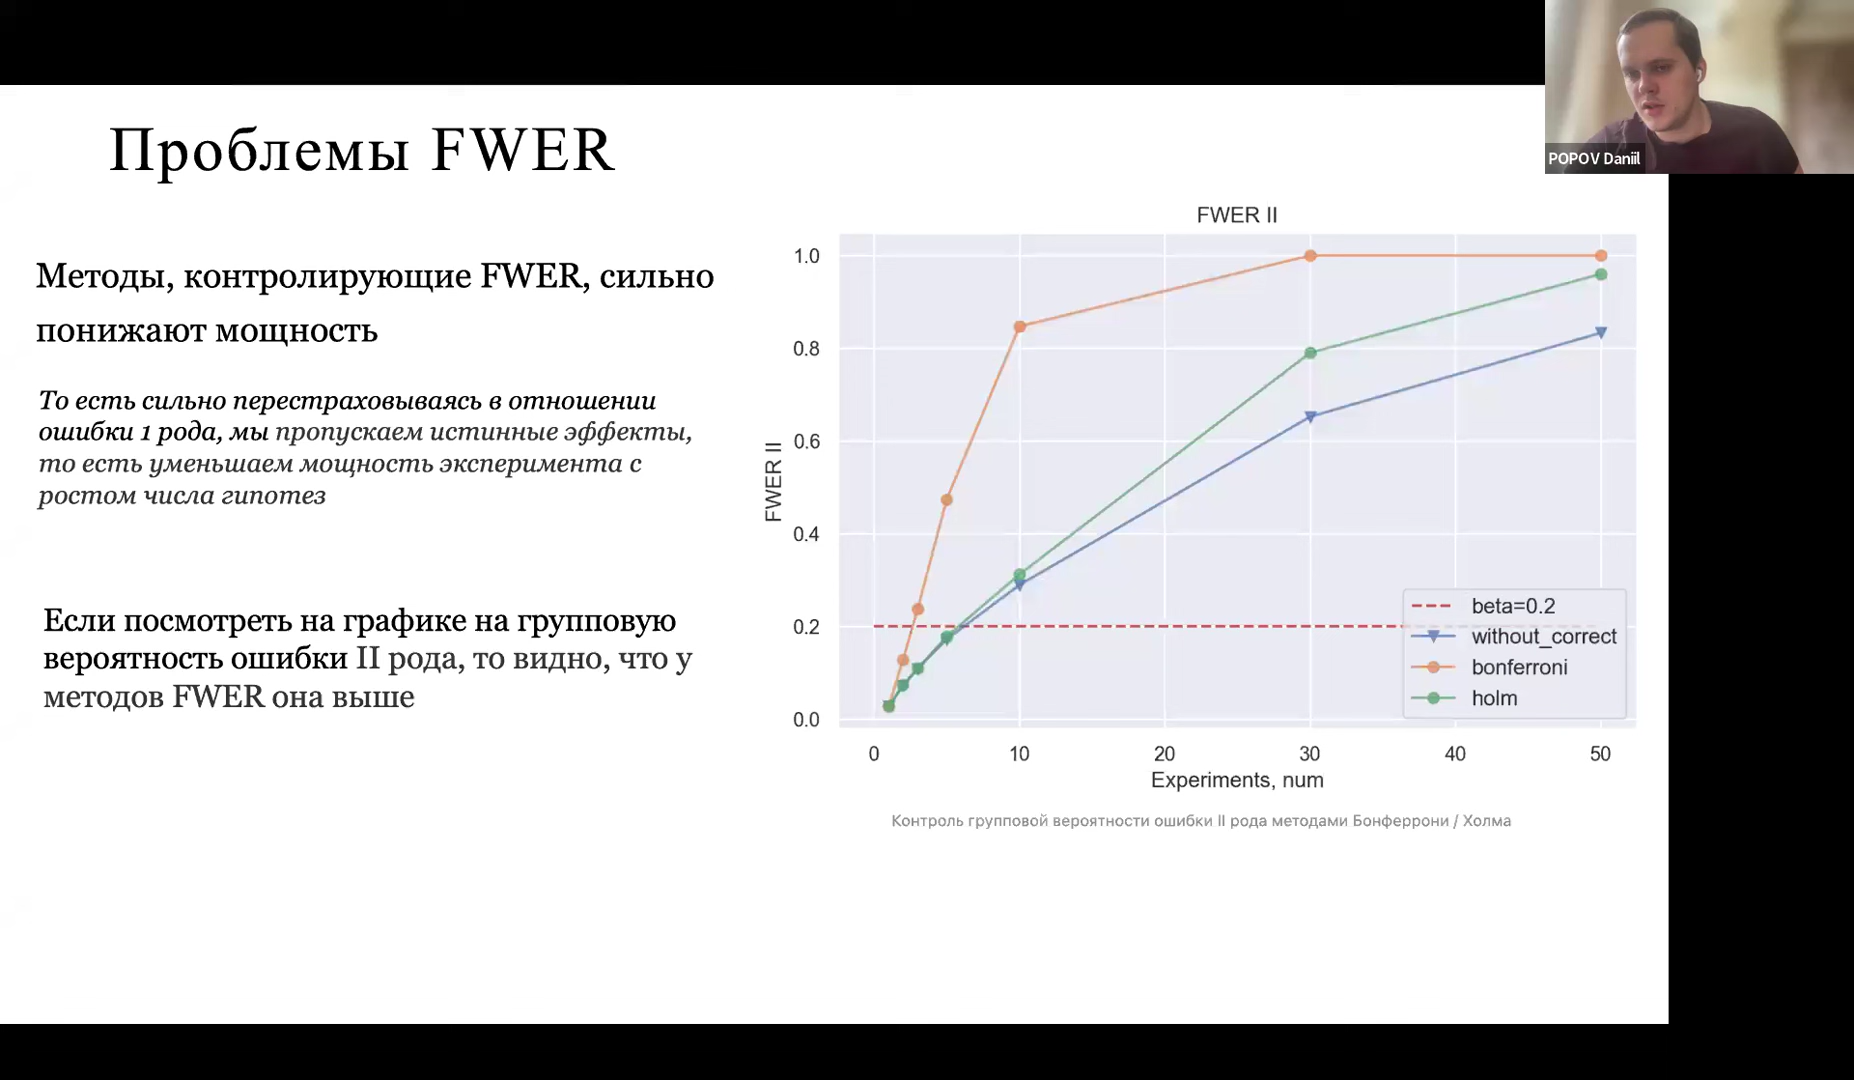 POPOV Daniil
Проблемы FWER
Методы, контролирующие FWER, сильно
понижают мощность
То есть сильно перестраховываясь в отношении
ошибки 1 рода, мы пропускаем истинные эффекты,
то есть уменьшаем мощность эксперимента с
ростом числа гипотез
Если посмотреть на графике на групповую
вероятность ошибки II рода, то видно, что у
методов FWER она выше
FWER II
FWER II
1.0
0.8
0.6
0.4
0.2
0.0
0 10 20 30 40 50
Experiments, num
beta=0.2
without_correct
bonferroni
holm
Контроль групповой вероятности ошибки II рода методами Бонферрони / Холма